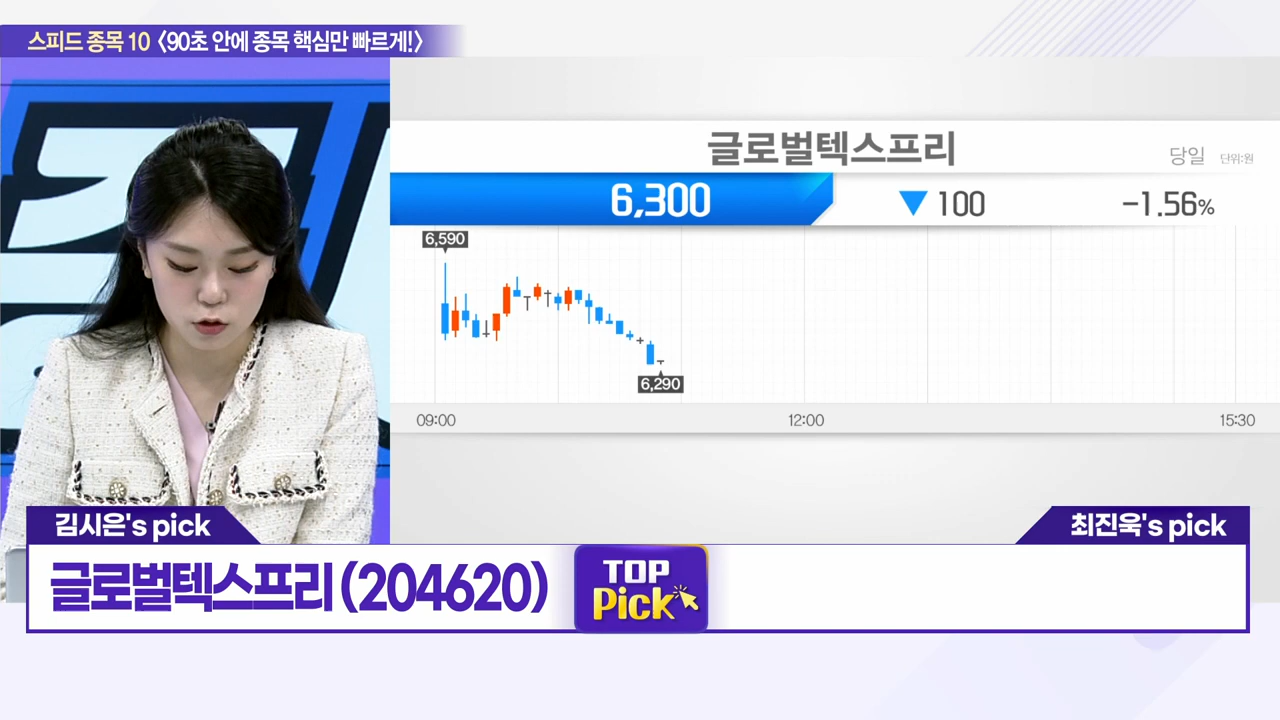 스피드 종목 10 〈90초 안에 종목 핵심만 빠르게!〉
글로벌텍스프리
당일 단위:원
6,300 ▼ 100 -1.56%
6,590
6,290
09:00 12:00 15:30
김시은's pick
최진욱's pick
글로벌텍스프리 (204620)
TOP
Pick